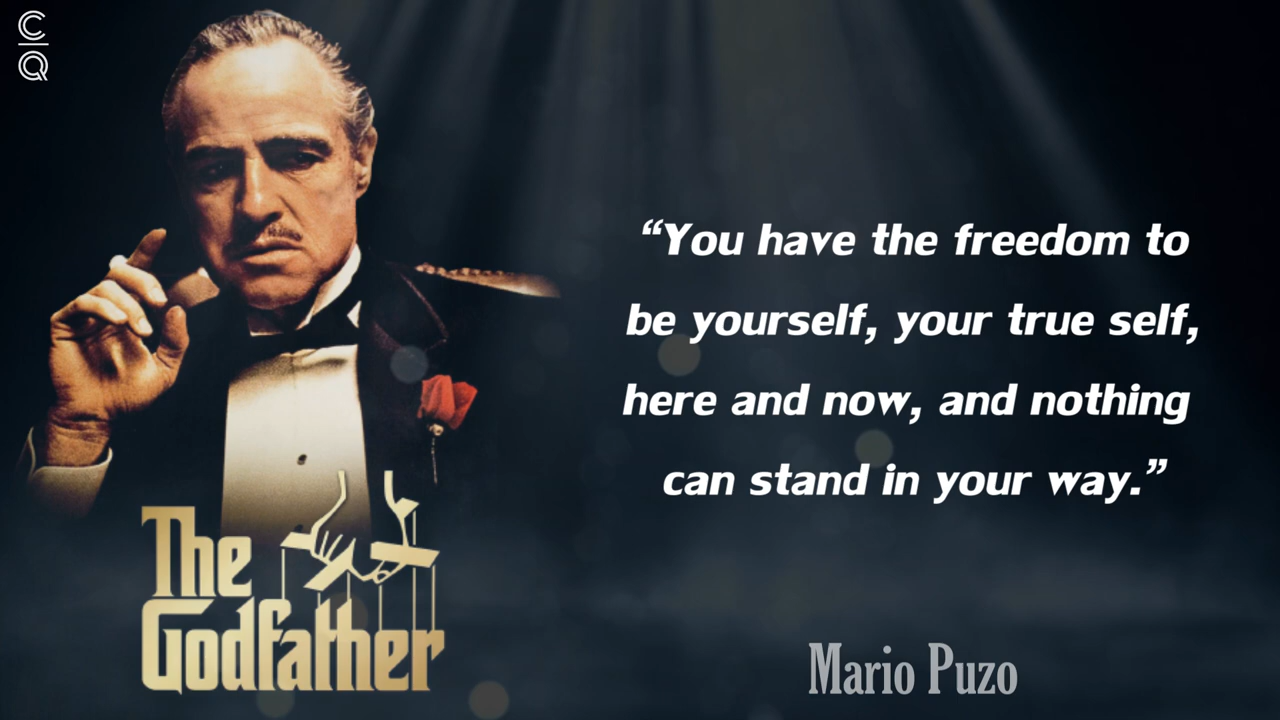 C
Q
“You have the freedom to
be yourself, your true self,
here and now, and nothing
can stand in your way.”
The
Godfather
Mario Puzo